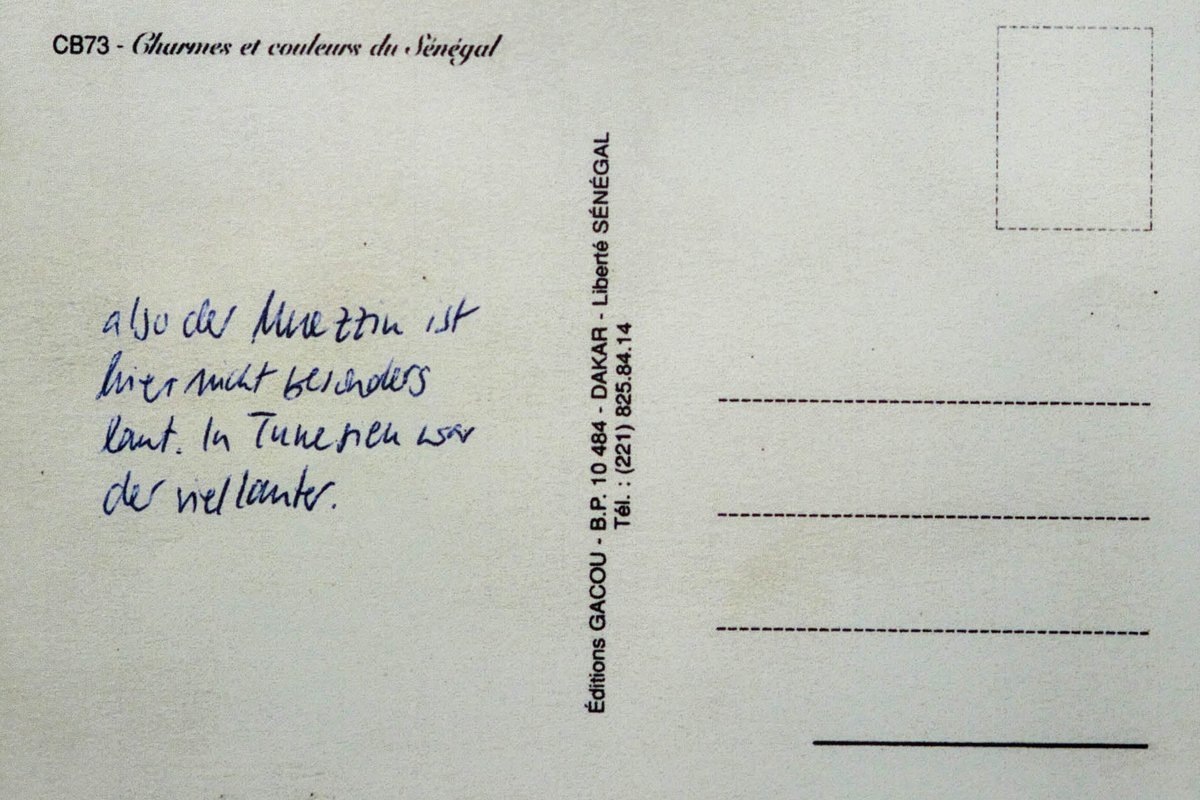 CB73 - Charmes et couleurs du Sénégal
also der Muezzin ist
hier nicht besonders
laut. In Tunesien war
der viel lauter.
Éditions GACOU - B.P. 10 484 - DAKAR - Liberté SÉNÉGAL
Tél. : (221) 825.84.14